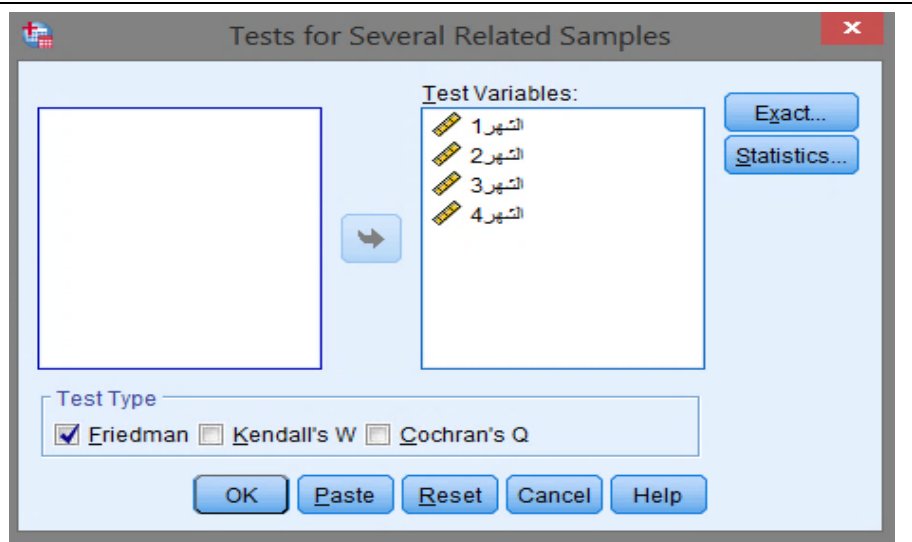 Tests for Several Related Samples
Test Variables:
الشهر1
الشهر2
الشهر3
الشهر4
Exact...
Statistics...
Test Type
Friedman Kendall's W Cochran's Q
OK Paste Reset Cancel Help